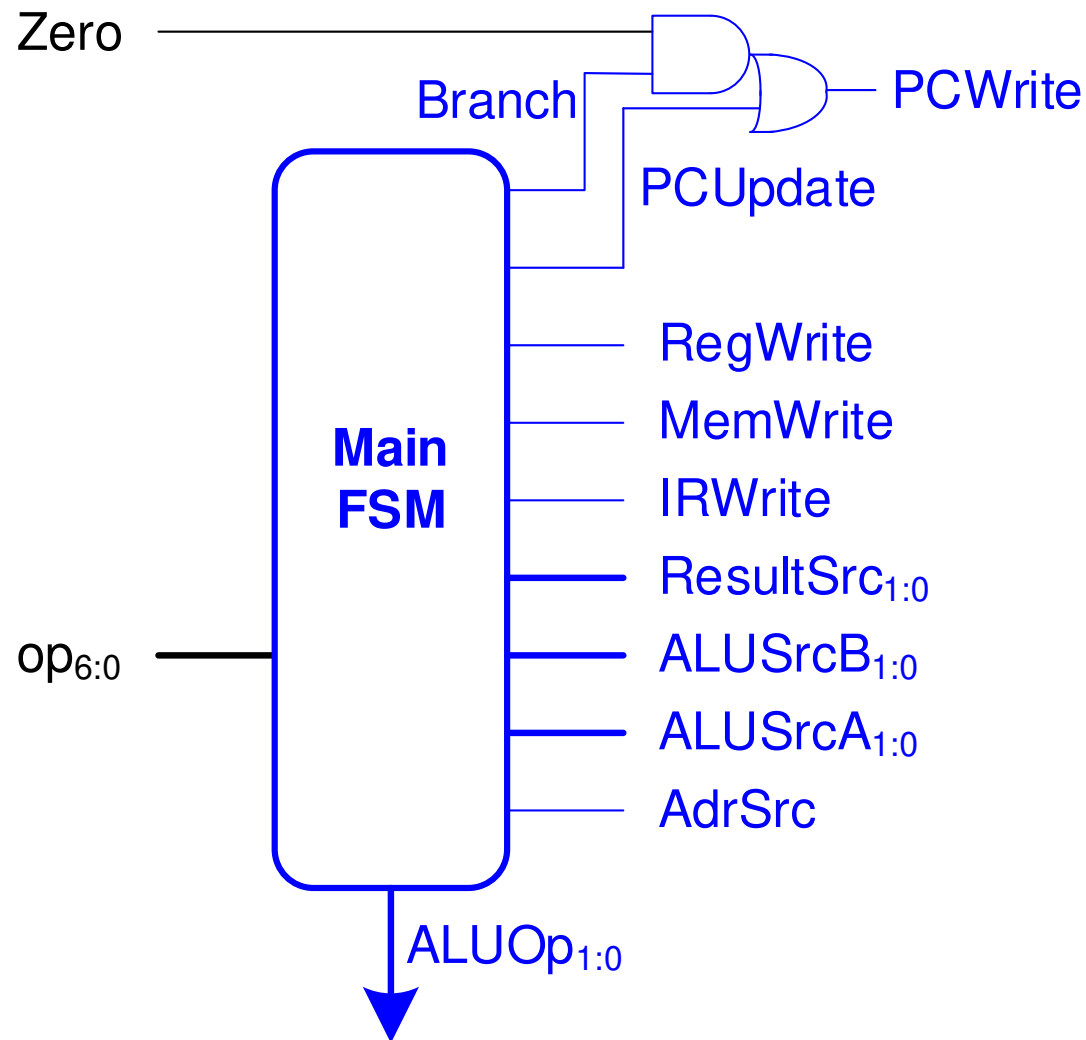 Zero
Branch
PCWrite
PCUpdate
RegWrite
MemWrite
Main
FSM
IRWrite
ResultSrc1:0
op6:0
ALUSrcB1:0
ALUSrcA1:0
AdrSrc
ALUOp1:0